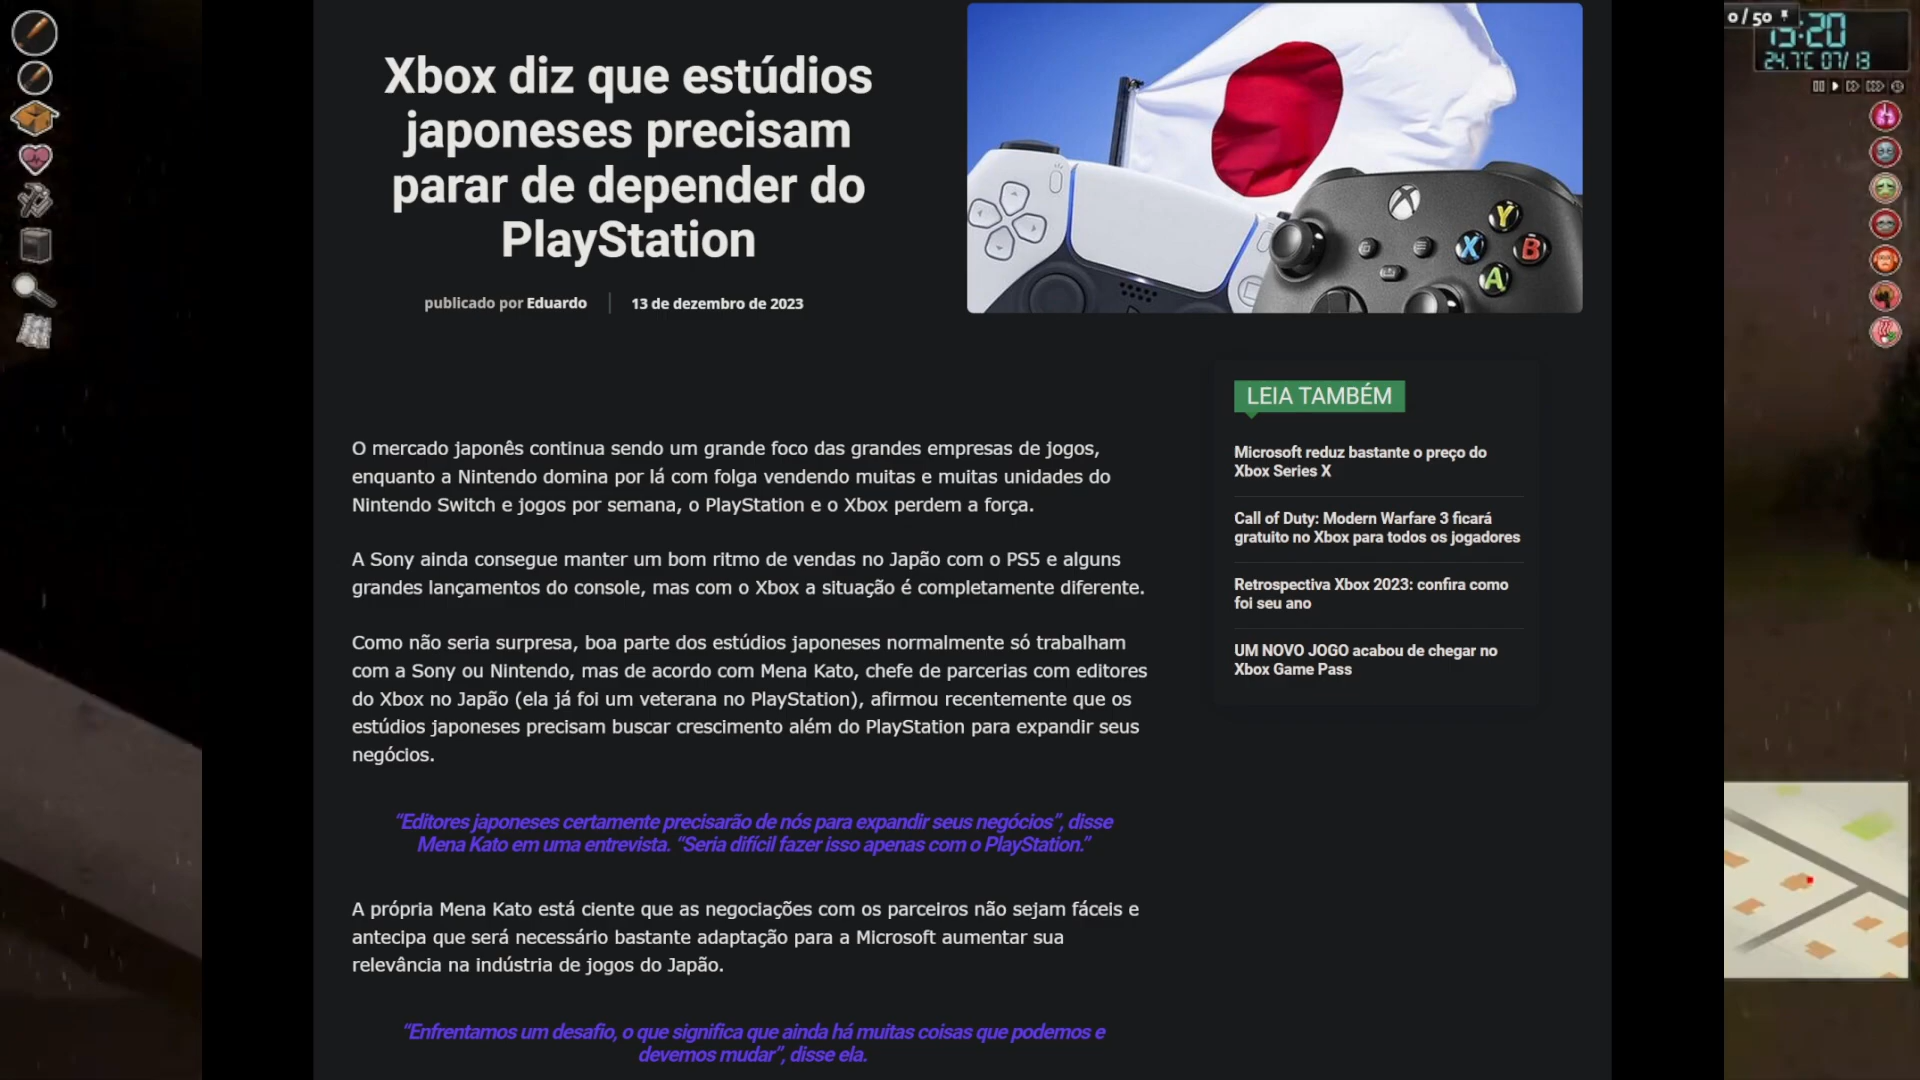 Xbox diz que estúdios
japoneses precisam
parar de depender do
PlayStation
publicado por Eduardo
13 de dezembro de 2023
O mercado japonês continua sendo um grande foco das grandes empresas de jogos,
enquanto a Nintendo domina por lá com folga vendendo muitas e muitas unidades do
Nintendo Switch e jogos por semana, o PlayStation e o Xbox perdem a força.
A Sony ainda consegue manter um bom ritmo de vendas no Japão com o PS5 e alguns
grandes lançamentos do console, mas com o Xbox a situação é completamente diferente.
Como não seria surpresa, boa parte dos estúdios japoneses normalmente só trabalham
com a Sony ou Nintendo, mas de acordo com Mena Kato, chefe de parcerias com editores
do Xbox no Japão (ela já foi um veterana no PlayStation), afirmou recentemente que os
estúdios japoneses precisam buscar crescimento além do PlayStation para expandir seus
negócios.
“Editores japoneses certamente precisarão de nós para expandir seus negócios”, disse
Mena Kato em uma entrevista. “Seria difícil fazer isso apenas com o PlayStation.”
A própria Mena Kato está ciente que as negociações com os parceiros não sejam fáceis e
antecipa que será necessário bastante adaptação para a Microsoft aumentar sua
relevância na indústria de jogos do Japão.
“Enfrentamos um desafio, o que significa que ainda há muitas coisas que podemos e
devemos mudar”, disse ela.
LEIA TAMBÉM
Microsoft reduz bastante o preço do
Xbox Series X
Call of Duty: Modern Warfare 3 ficará
gratuito no Xbox para todos os jogadores
Retrospectiva Xbox 2023: confira como
foi seu ano
UM NOVO JOGO acabou de chegar no
Xbox Game Pass
Y
X
B
A
0/50
15:20
24.7°C 07/13